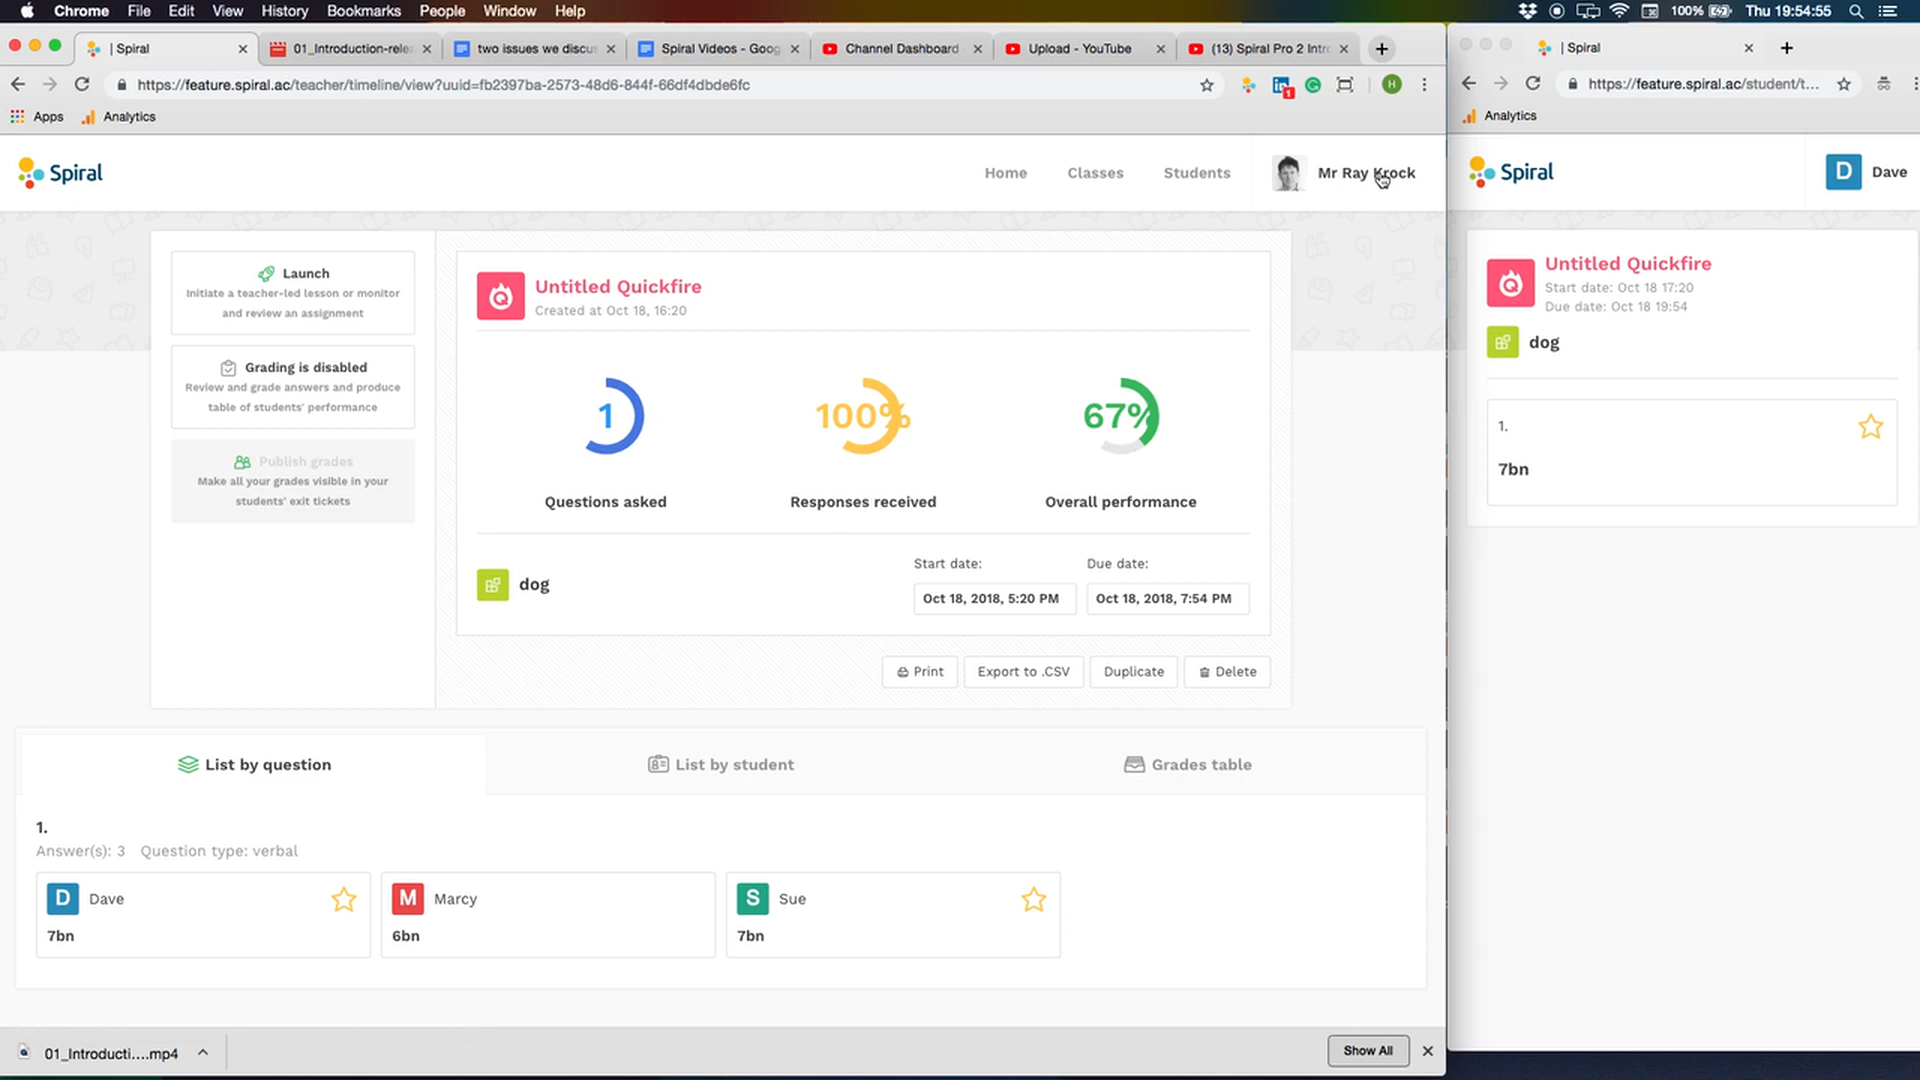 Chrome File Edit View History Bookmarks People Window Help
100% Thu 19:54:55
| Spiral
01_Introduction-relea
two issues we discus
Spiral Videos - Goog
Channel Dashboard
Upload - YouTube
(13) Spiral Pro 2 Intro
https://feature.spiral.ac/teacher/timeline/view?uuid=fb2397ba-2573-48d6-844f-66df4dbde6fc
1
H
Apps Analytics
Spiral
Home Classes Students Mr Ray Krock
Launch
Initiate a teacher-led lesson or monitor
and review an assignment
Grading is disabled
Review and grade answers and produce
table of students' performance
Publish grades
Make all your grades visible in your
students' exit tickets
Untitled Quickfire
Created at Oct 18, 16:20
1 100% 67%
Questions asked Responses received Overall performance
dog
Start date: Due date:
Oct 18, 2018, 5:20 PM Oct 18, 2018, 7:54 PM
Print Export to .CSV Duplicate Delete
List by question List by student Grades table
1.
Answer(s): 3 Question type: verbal
D Dave
7bn
M Marcy
6bn
S Sue
7bn
01_Introducti....mp4
Show All
| Spiral
https://feature.spiral.ac/student/t...
Analytics
Spiral
D Dave
Untitled Quickfire
Start date: Oct 18 17:20
Due date: Oct 18 19:54
dog
1.
7bn